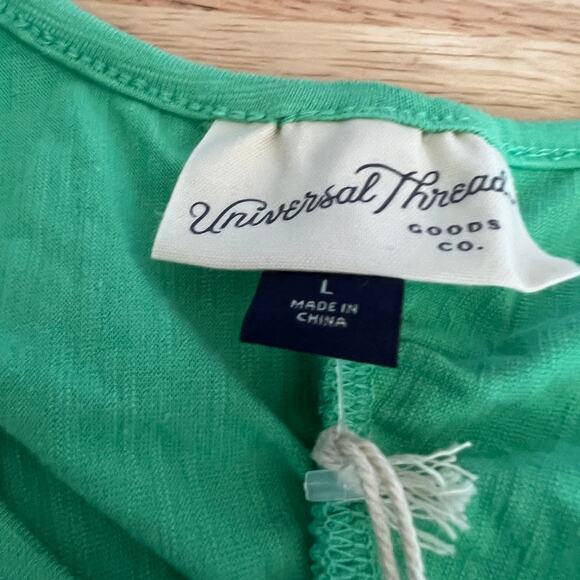 Universal Thread
GOODS
CO.
L
MADE IN
CHINA